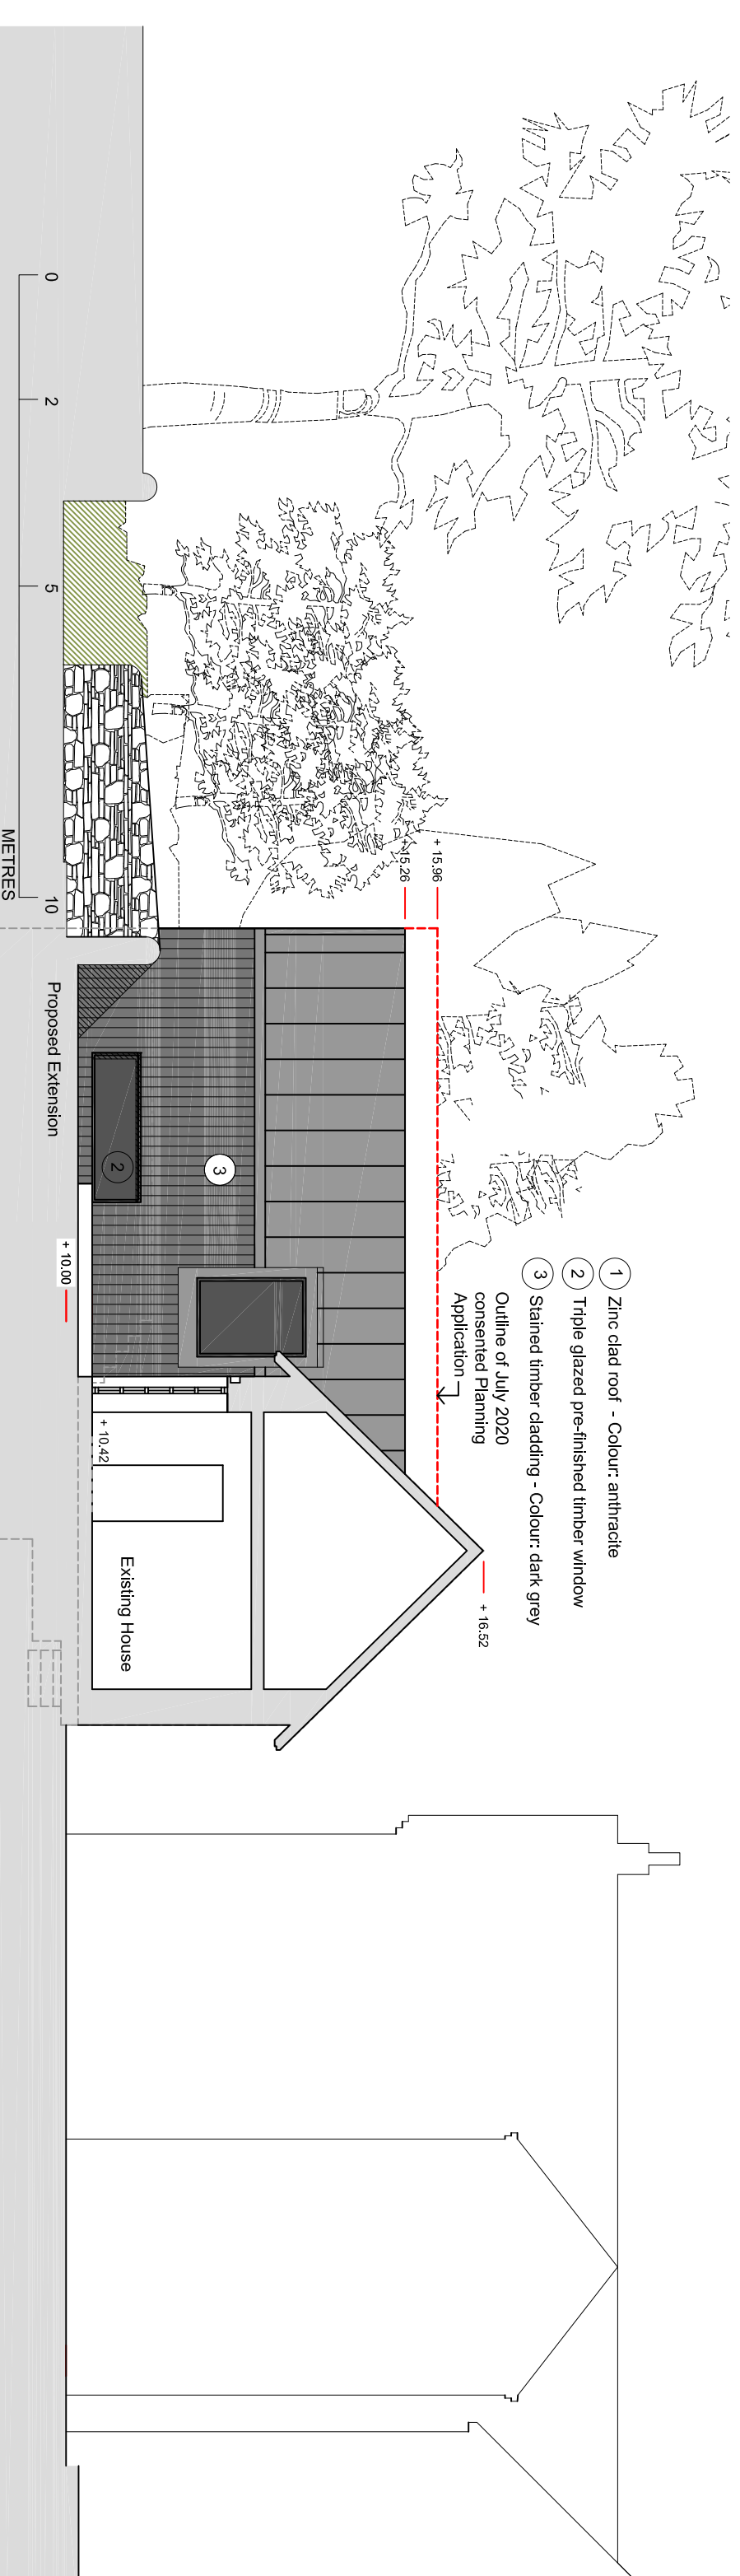 1 Zinc clad roof - Colour: anthracite
2 Triple glazed pre-finished timber window
3 Stained timber cladding - Colour: dark grey
Outline of July 2020
consented Planning
Application
+ 15.96
+ 15.26
+ 16.52
3
2
+ 10.42
Existing House
+ 10.00
Proposed Extension
0 2 5 10
METRES